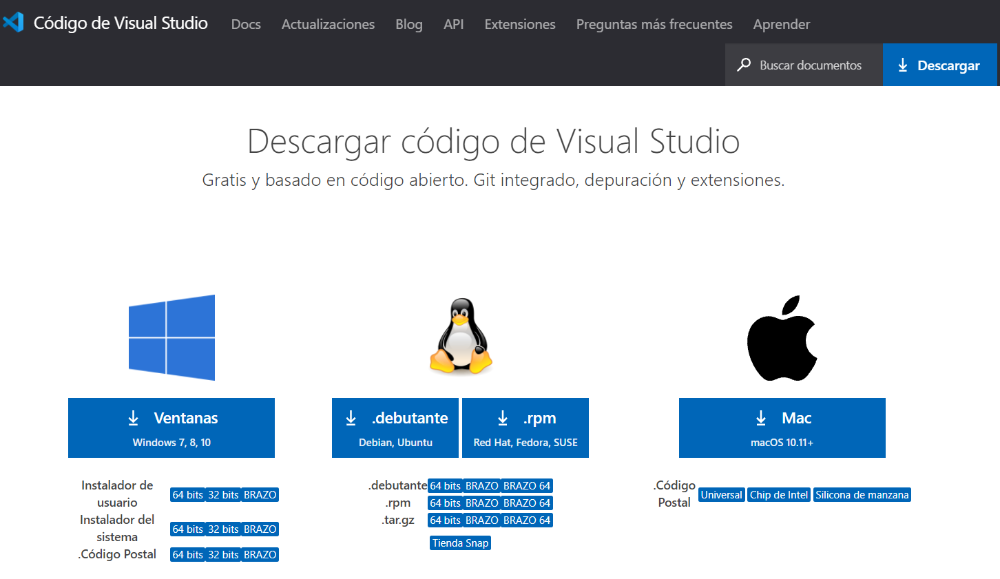 Código de Visual Studio Docs Actualizaciones Blog API Extensiones Preguntas más frecuentes Aprender
Buscar documentos Descargar
Descargar código de Visual Studio
Gratis y basado en código abierto. Git integrado, depuración y extensiones.
Ventanas
Windows 7, 8, 10
Instalador de usuario 64 bits 32 bits BRAZO
Instalador del sistema 64 bits 32 bits BRAZO
.Código Postal 64 bits 32 bits BRAZO
.debutante
Debian, Ubuntu
.rpm
Red Hat, Fedora, SUSE
.debutante 64 bits BRAZO BRAZO 64
.rpm 64 bits BRAZO BRAZO 64
.tar.gz 64 bits BRAZO BRAZO 64
Tienda Snap
Mac
macOS 10.11+
.Código Postal Universal Chip de Intel Silicona de manzana